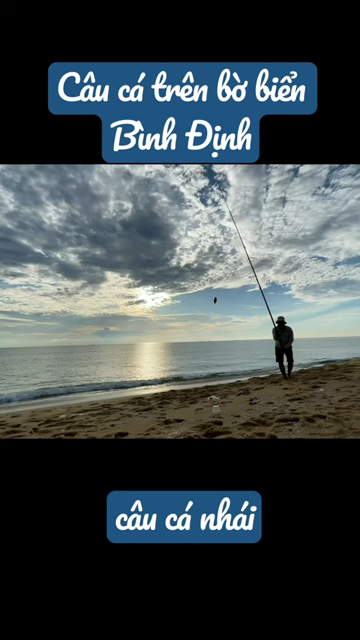 Câu cá trên bờ biển
Bình Định
câu cá nhái